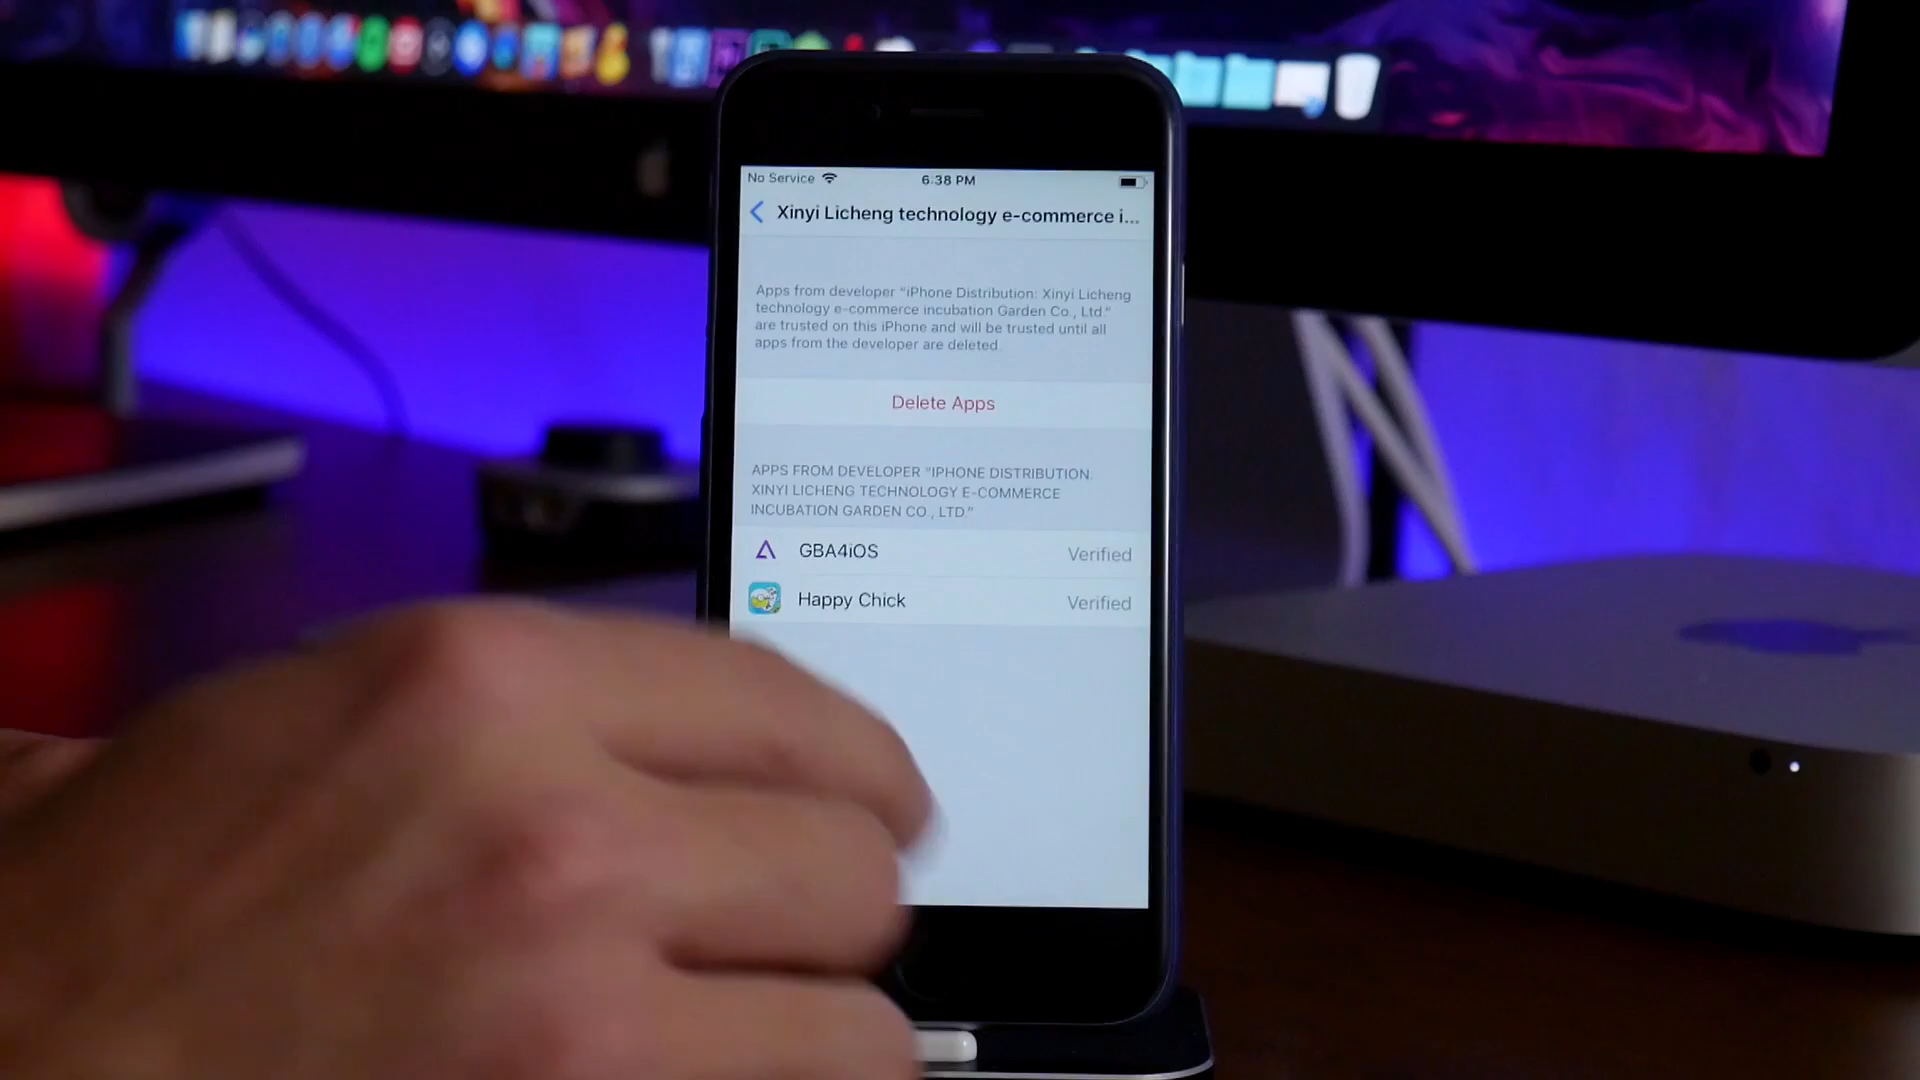 No Service 6:38 PM
Xinyi Licheng technology e-commerce i...
Apps from developer “iPhone Distribution: Xinyi Licheng
technology e-commerce incubation Garden Co., Ltd.”
are trusted on this iPhone and will be trusted until all
apps from the developer are deleted.
Delete Apps
APPS FROM DEVELOPER “IPHONE DISTRIBUTION:
XINYI LICHENG TECHNOLOGY E-COMMERCE
INCUBATION GARDEN CO., LTD.”
GBA4iOS Verified
Happy Chick Verified